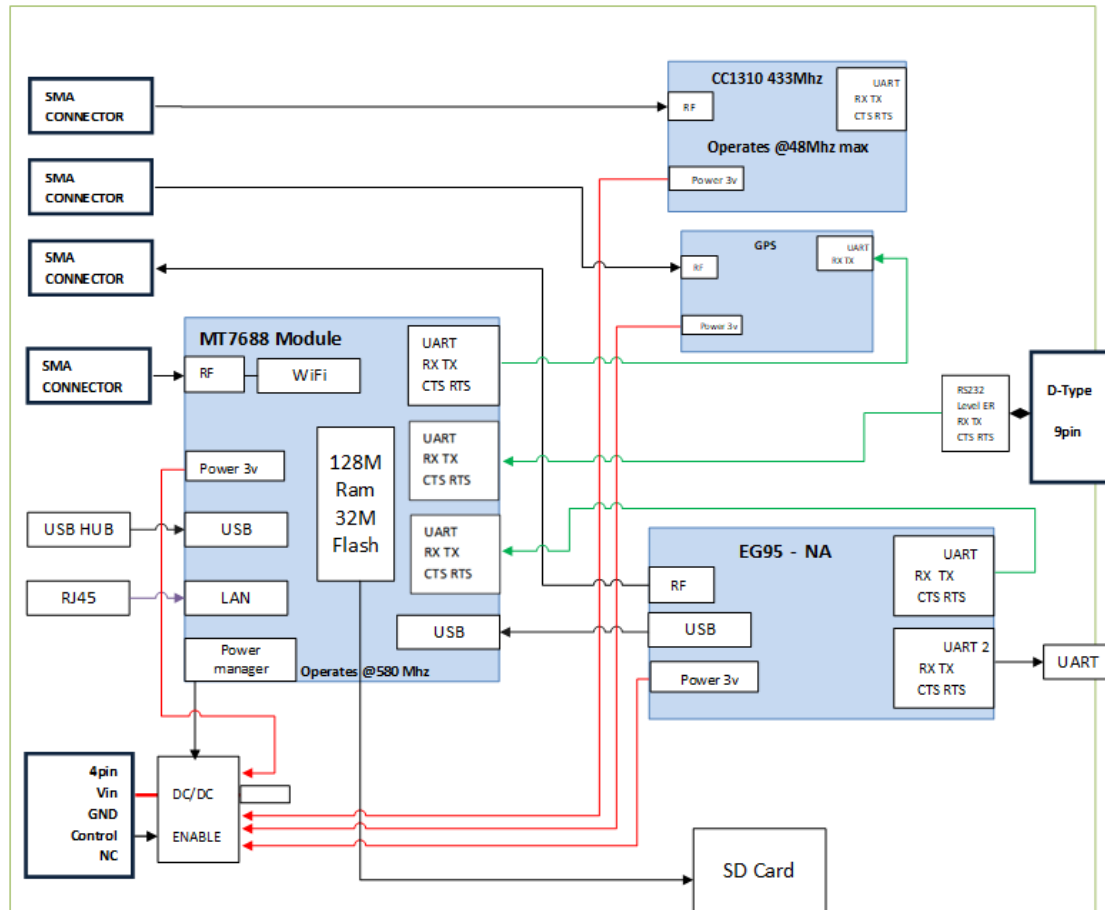 SMA
CONNECTOR
SMA
CONNECTOR
SMA
CONNECTOR
SMA
CONNECTOR
CC1310 433Mhz
UART
RX TX
CTS RTS
RF
Operates @48Mhz max
Power 3v
GPS
UART
RX TX
RF
Power 3v
MT7688 Module
RF
WiFi
UART
RX TX
CTS RTS
UART
RX TX
CTS RTS
UART
RX TX
CTS RTS
128M
Ram
32M
Flash
Power 3v
USB HUB
USB
RJ45
LAN
USB
Power
manager
Operates @580 Mhz
RS232
Level ER
RX TX
CTS RTS
D-Type
9pin
EG95 - NA
UART
RX TX
CTS RTS
RF
USB
Power 3v
UART 2
RX TX
CTS RTS
UART
4pin
Vin
GND
Control
NC
DC/DC
ENABLE
SD Card